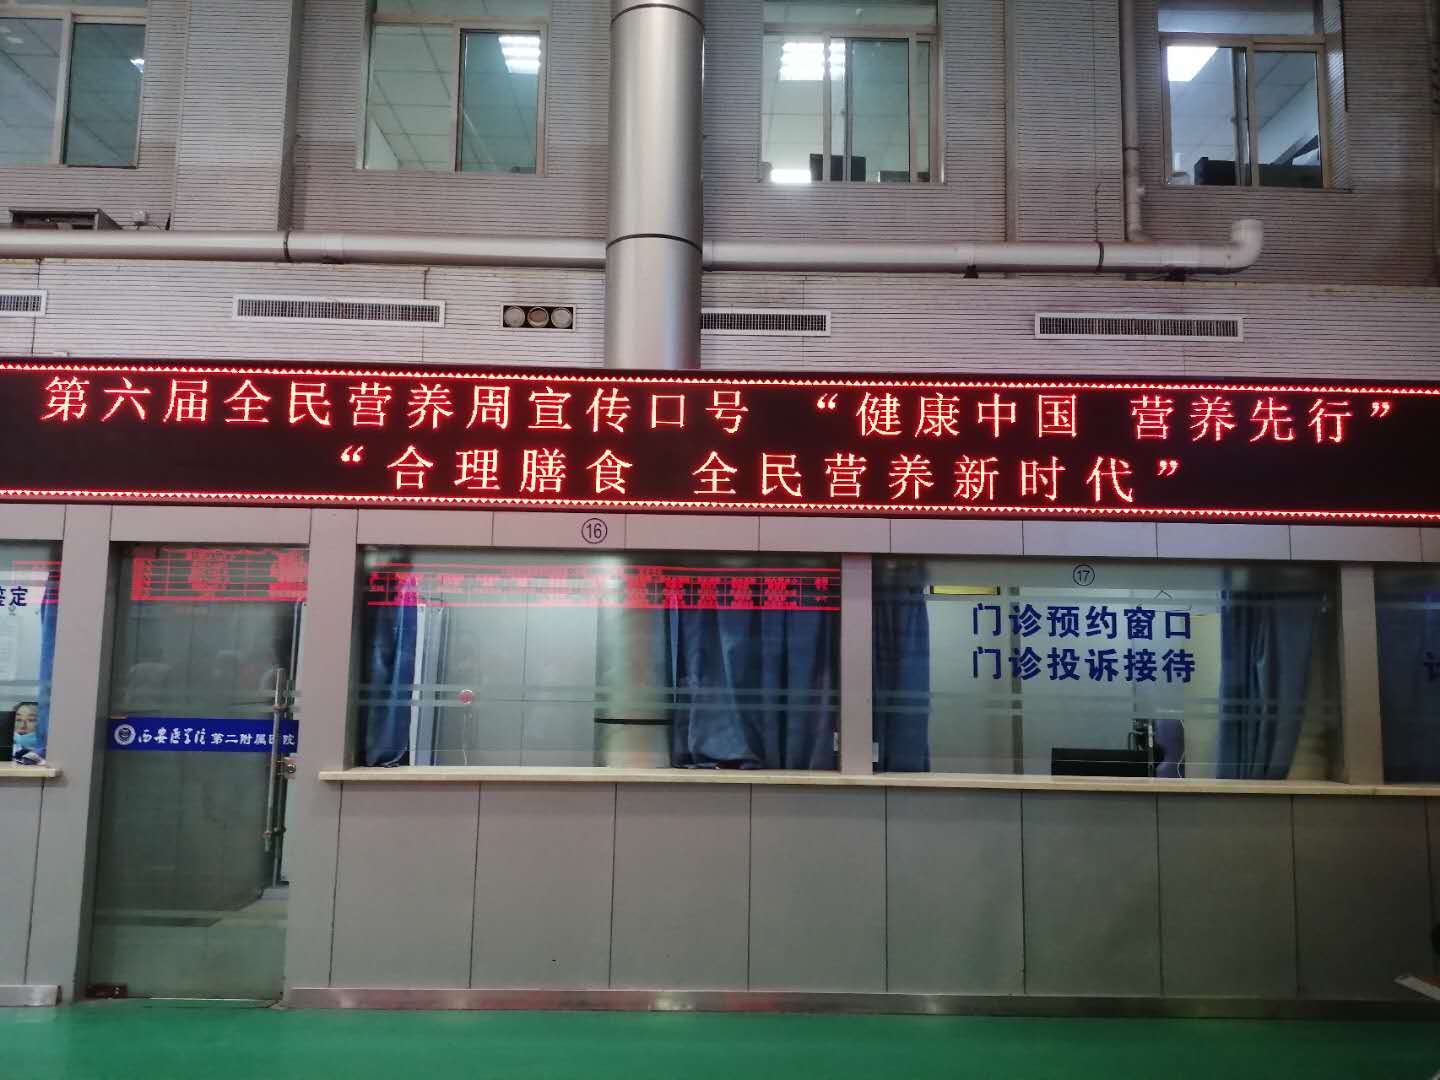 第六届全民营养周宣传口号 “健康中国 营养先行”
“合理膳食 全民营养新时代”
16
17
鉴定
门诊预约窗口
门诊投诉接待
西安医学院 第二附属医院